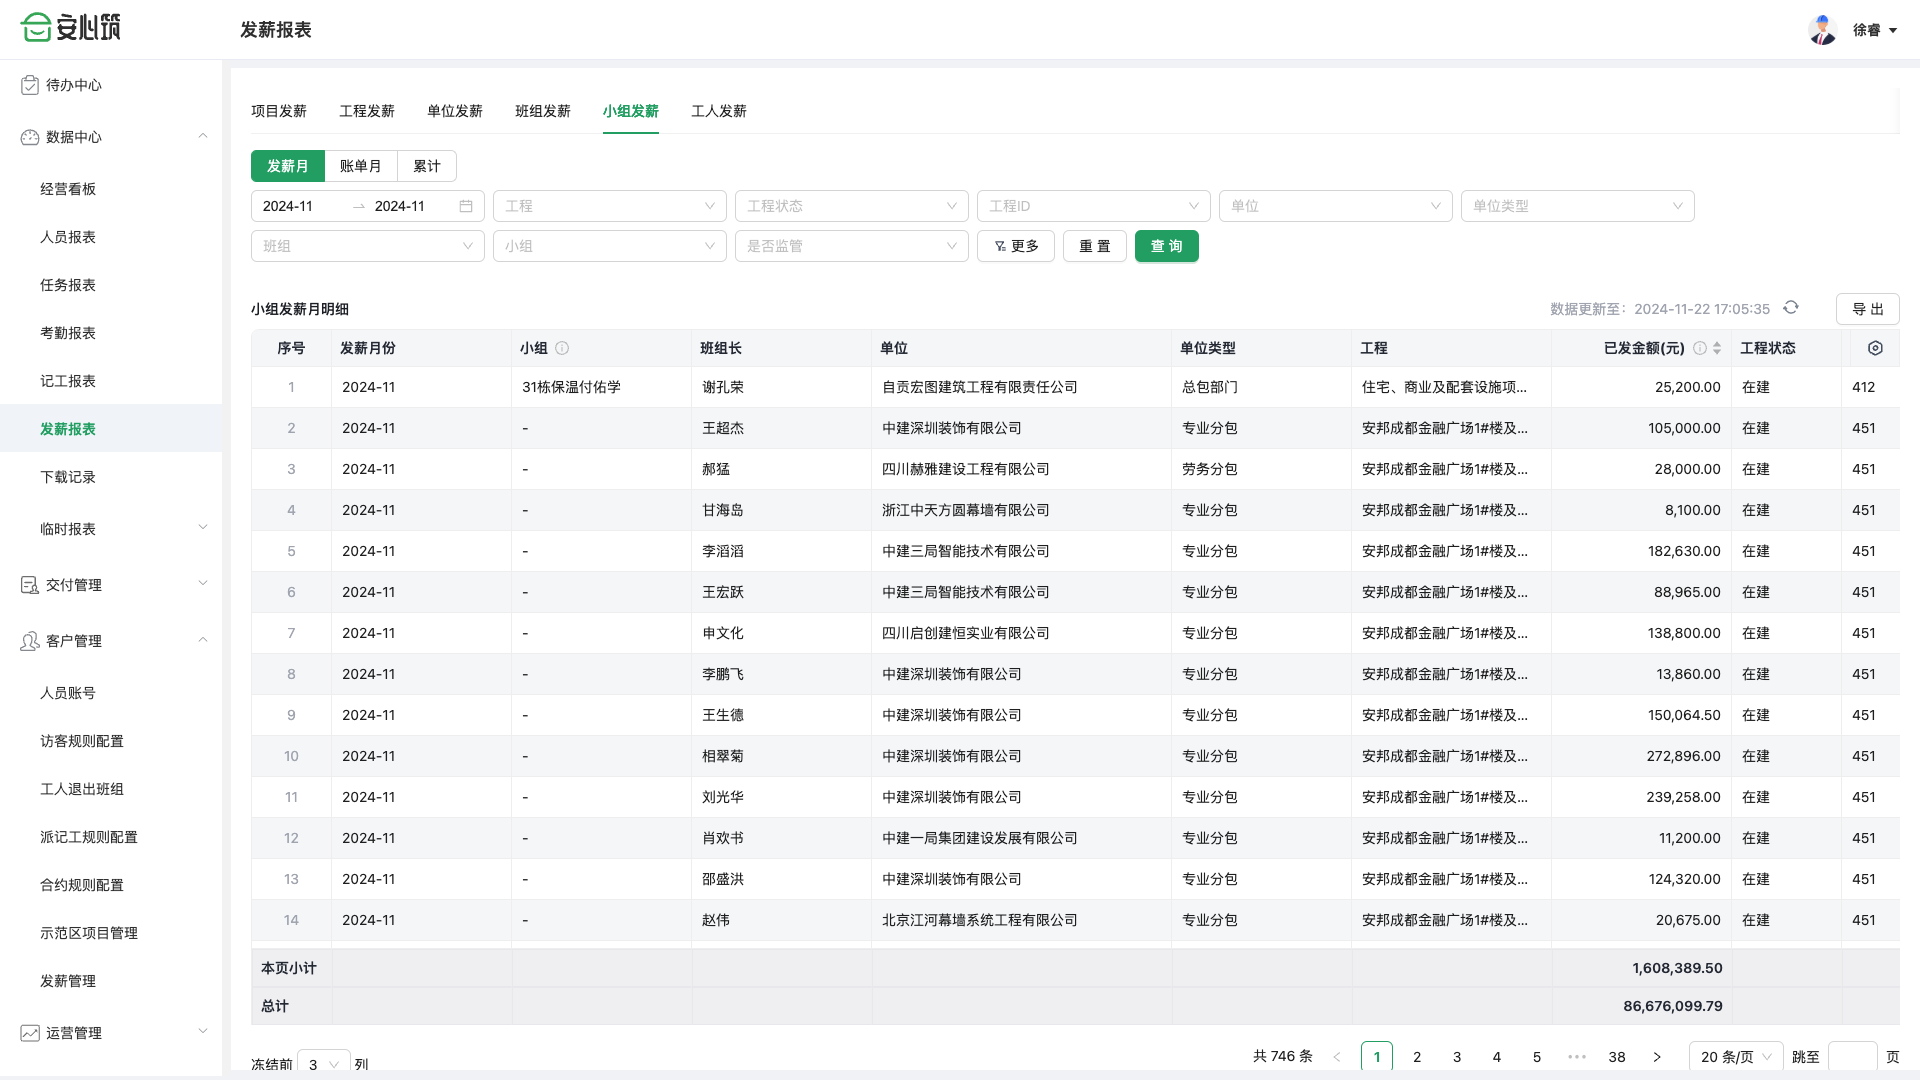 安心筑
发薪报表
徐睿
待办中心
数据中心
经营看板
人员报表
任务报表
考勤报表
记工报表
发薪报表
下载记录
临时报表
交付管理
客户管理
人员账号
访客规则配置
工人退出班组
派记工规则配置
合约规则配置
示范区项目管理
发薪管理
运营管理
项目发薪 工程发薪 单位发薪 班组发薪 小组发薪 工人发薪
发薪月 账单月 累计
2024-11 → 2024-11 工程 工程状态 工程ID 单位 单位类型
班组 小组 是否监管 更多 重 置 查 询
小组发薪月明细 数据更新至：2024-11-22 17:05:35 导 出
序号 发薪月份 小组 班组长 单位 单位类型 工程 已发金额(元) 工程状态
1 2024-11 31栋保温付佑学 谢孔荣 自贡宏图建筑工程有限责任公司 总包部门 住宅、商业及配套设施项... 25,200.00 在建 412
2 2024-11 - 王超杰 中建深圳装饰有限公司 专业分包 安邦成都金融广场1#楼及... 105,000.00 在建 451
3 2024-11 - 郝猛 四川赫雅建设工程有限公司 劳务分包 安邦成都金融广场1#楼及... 28,000.00 在建 451
4 2024-11 - 甘海岛 浙江中天方圆幕墙有限公司 专业分包 安邦成都金融广场1#楼及... 8,100.00 在建 451
5 2024-11 - 李滔滔 中建三局智能技术有限公司 专业分包 安邦成都金融广场1#楼及... 182,630.00 在建 451
6 2024-11 - 王宏跃 中建三局智能技术有限公司 专业分包 安邦成都金融广场1#楼及... 88,965.00 在建 451
7 2024-11 - 申文化 四川启创建恒实业有限公司 专业分包 安邦成都金融广场1#楼及... 138,800.00 在建 451
8 2024-11 - 李鹏飞 中建深圳装饰有限公司 专业分包 安邦成都金融广场1#楼及... 13,860.00 在建 451
9 2024-11 - 王生德 中建深圳装饰有限公司 专业分包 安邦成都金融广场1#楼及... 150,064.50 在建 451
10 2024-11 - 相翠菊 中建深圳装饰有限公司 专业分包 安邦成都金融广场1#楼及... 272,896.00 在建 451
11 2024-11 - 刘光华 中建深圳装饰有限公司 专业分包 安邦成都金融广场1#楼及... 239,258.00 在建 451
12 2024-11 - 肖欢书 中建一局集团建设发展有限公司 专业分包 安邦成都金融广场1#楼及... 11,200.00 在建 451
13 2024-11 - 邵盛洪 中建深圳装饰有限公司 专业分包 安邦成都金融广场1#楼及... 124,320.00 在建 451
14 2024-11 - 赵伟 北京江河幕墙系统工程有限公司 专业分包 安邦成都金融广场1#楼及... 20,675.00 在建 451
本页小计 1,608,389.50
总计 86,676,099.79
冻结前 3 列 共 746 条 < 1 2 3 4 5 ••• 38 > 20 条/页 跳至 页